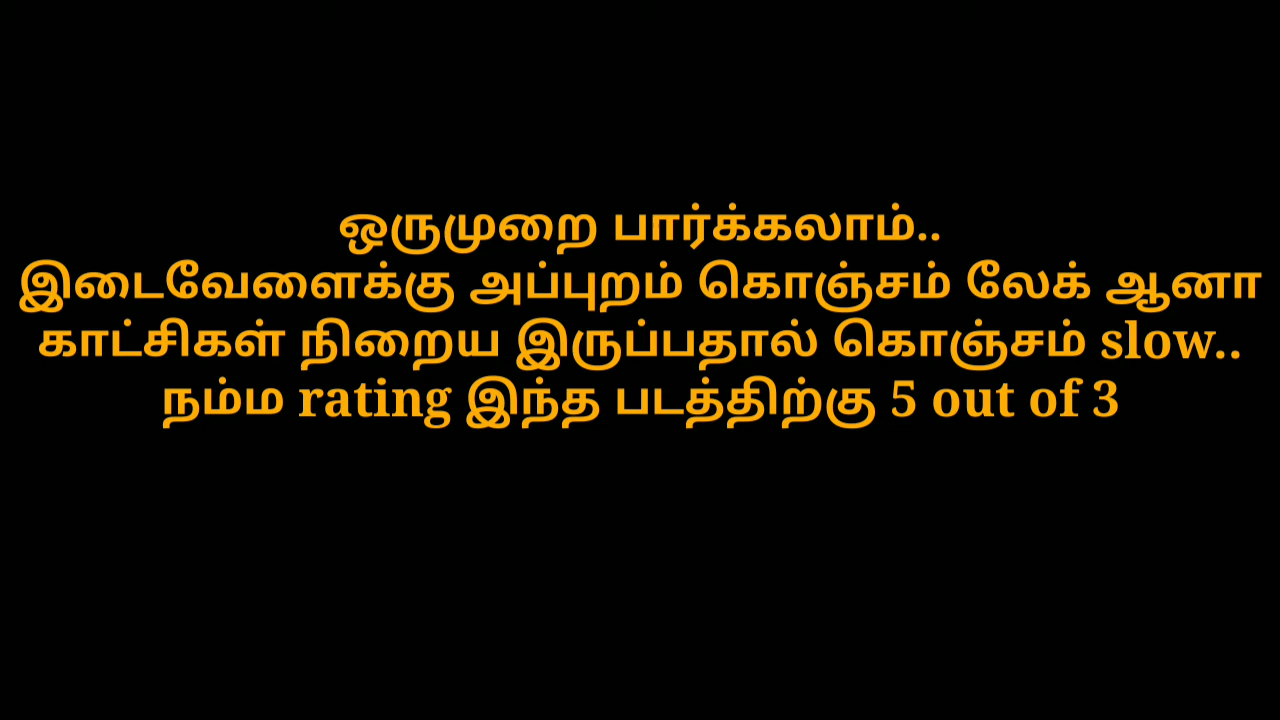 ஒருமுறை பார்க்கலாம்..
இடைவேளைக்கு அப்புறம் கொஞ்சம் லேக் ஆனா
காட்சிகள் நிறைய இருப்பதால் கொஞ்சம் slow..
நம்ம rating இந்த படத்திற்கு 5 out of 3